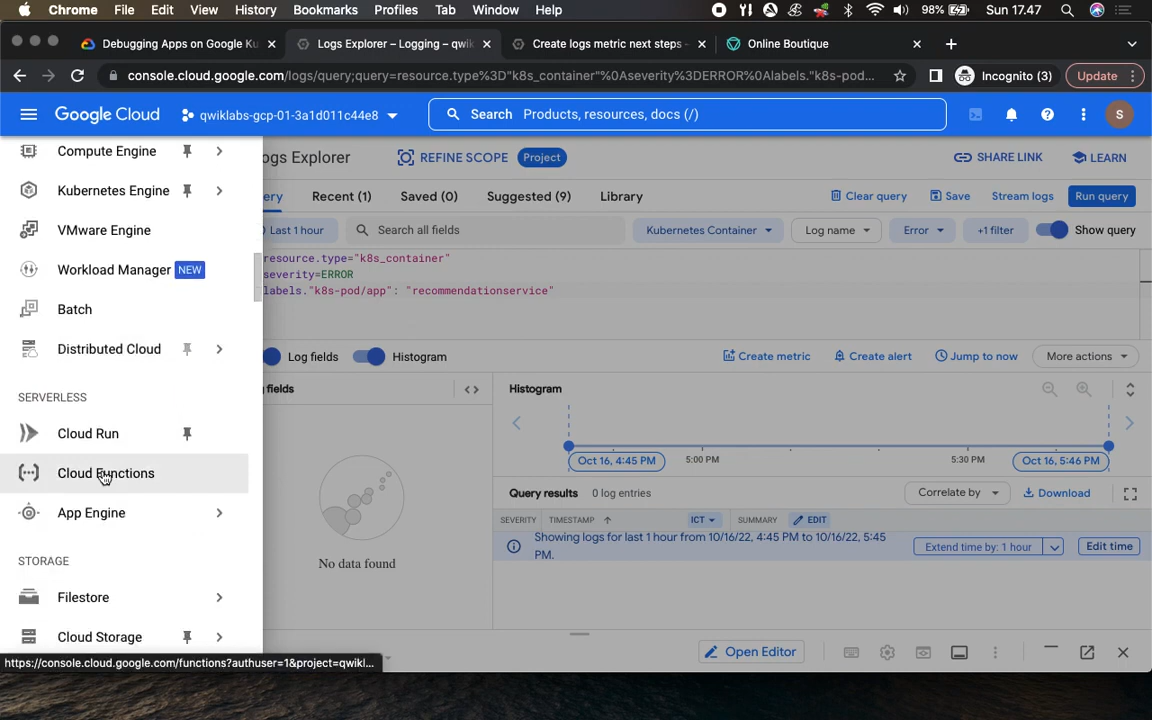 Chrome File Edit View History Bookmarks Profiles Tab Window Help 98% Sun 17.47
Debugging Apps on Google Ku Logs Explorer – Logging – qwik Create logs metric next steps - Online Boutique
console.cloud.google.com/logs/query;query=resource.type%3D"k8s_container"%0Aseverity%3DERROR%0Alabels."k8s-pod... Incognito (3) Update
Google Cloud qwiklabs-gcp-01-3a1d011c44e8 Search Products, resources, docs (/) S
Compute Engine ogs Explorer REFINE SCOPE Project SHARE LINK LEARN
Kubernetes Engine ery Recent (1) Saved (0) Suggested (9) Library Clear query Save Stream logs Run query
VMware Engine Last 1 hour Search all fields Kubernetes Container Log name Error +1 filter Show query
resource.type="k8s_container"
Workload Manager NEW severity=ERROR
labels."k8s-pod/app": "recommendationservice"
Batch
Distributed Cloud Log fields Histogram Create metric Create alert Jump to now More actions
SERVERLESS fields Histogram
Cloud Run
Oct 16, 4:45 PM 5:00 PM 5:30 PM Oct 16, 5:46 PM
Cloud Functions
Query results 0 log entries Correlate by Download
App Engine SEVERITY TIMESTAMP ICT SUMMARY EDIT
Showing logs for last 1 hour from 10/16/22, 4:45 PM to 10/16/22, 5:45 PM. Extend time by: 1 hour Edit time
STORAGE No data found
Filestore
Cloud Storage
https://console.cloud.google.com/functions?authuser=1&project=qwikl... Open Editor